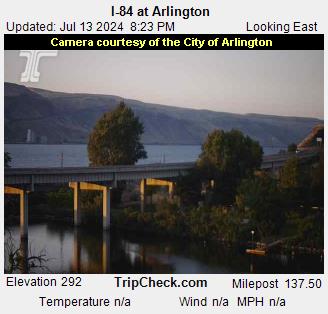 I-84 at Arlington
Updated: Jul 13 2024 8:23 PM Looking East
Camera courtesy of the City of Arlington
Elevation 292 TripCheck.com Milepost 137.50
Temperature n/a Wind n/a MPH n/a